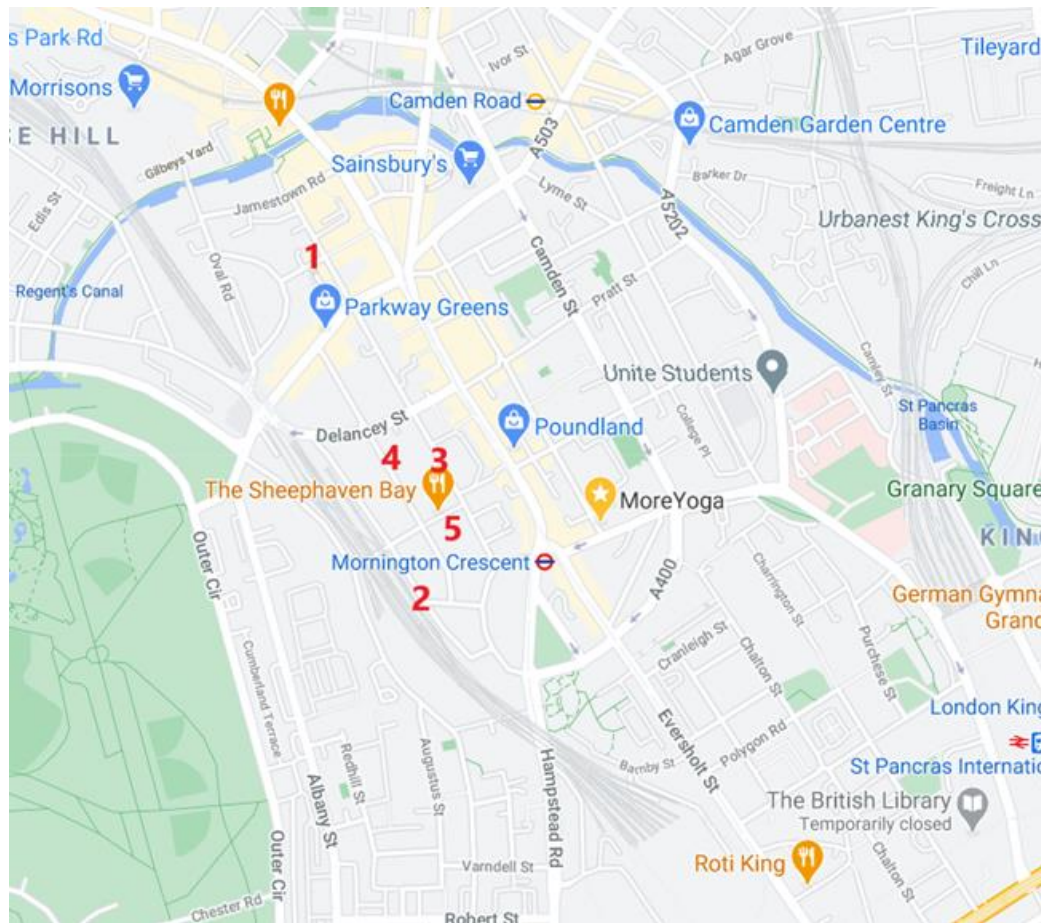 s Park Rd
Ivor St
Agar Grove
Tileyard
Morrisons
Camden Road
A503
Camden Garden Centre
SE HILL
Gilbeys Yard
Sainsbury's
Barker Dr
Jamestown Rd
Lyme St
A5202
Freight Ln
Edis St
Urbanest King's Cross
1
Oval Rd
Camden St
Chill Ln
Regent's Canal
Pratt St
Parkway Greens
Camley St
Unite Students
St Pancras
Basin
Delancey St
College Pl
Poundland
4
3
The Sheephaven Bay
MoreYoga
Granary Square
5
KIN
Outer Cir
Mornington Crescent
A400
Charrington St
2
German Gymna
Grand
Cranleigh St
Chalton St
Purchese St
Cumberland Terrace
London King
Eversholt St
Polygon Rd
Redhill St
Augustus St
Barnby St
St Pancras Internatio
Albany St
Hampstead Rd
The British Library
Temporarily closed
Outer Cir
Roti King
Chalton St
Varndell St
Chester Rd
Robert St